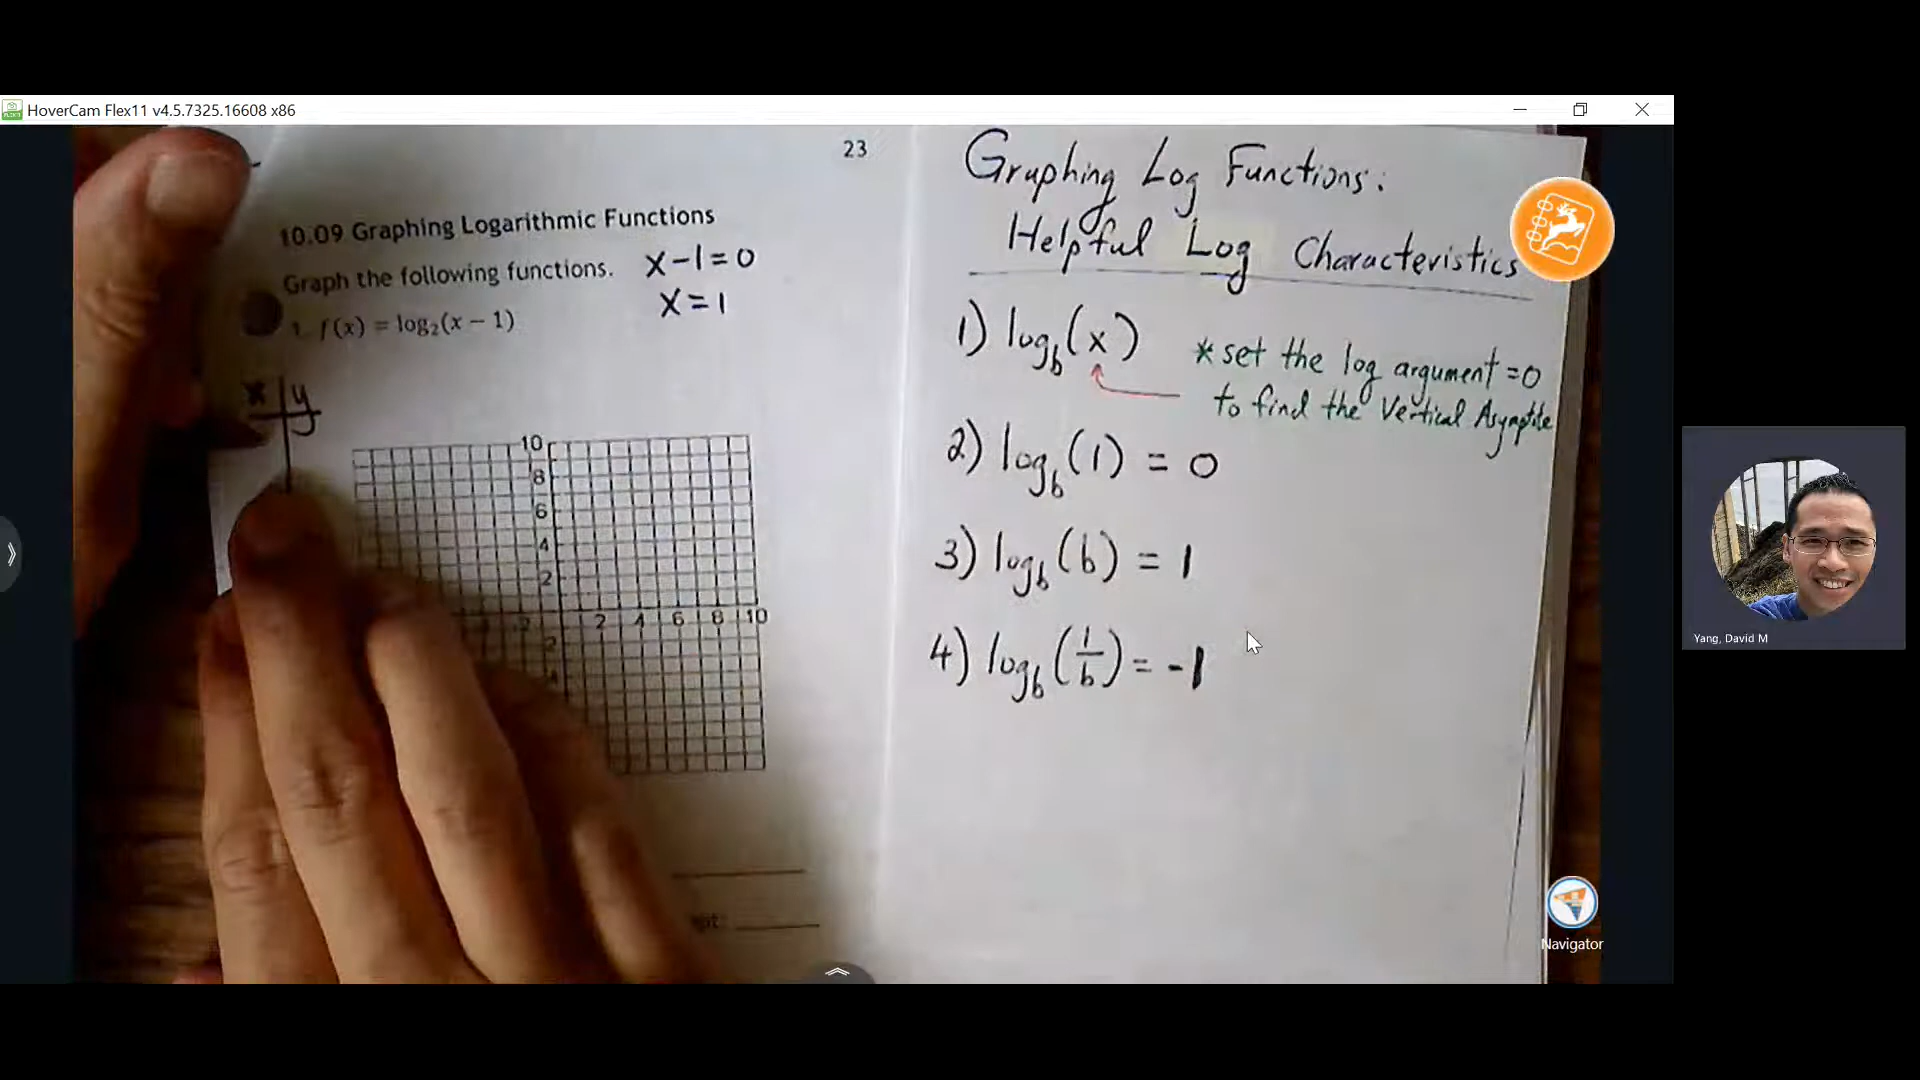 HoverCam Flex11 v4.5.7325.16608 x86
23
10.09 Graphing Logarithmic Functions
Graph the following functions.
x-1=0
x=1
1. f(x) = log₂(x − 1)
x y
10
8
6
4
2
2 4 6 8 10
Graphing Log Functions:
Helpful Log Characteristics
1) log_b(x)
* set the log argument =0
to find the Vertical Asymptote
2) log_b(1) = 0
3) log_b(b) = 1
4) log_b(1/b) = -1
Navigator
Yang, David M